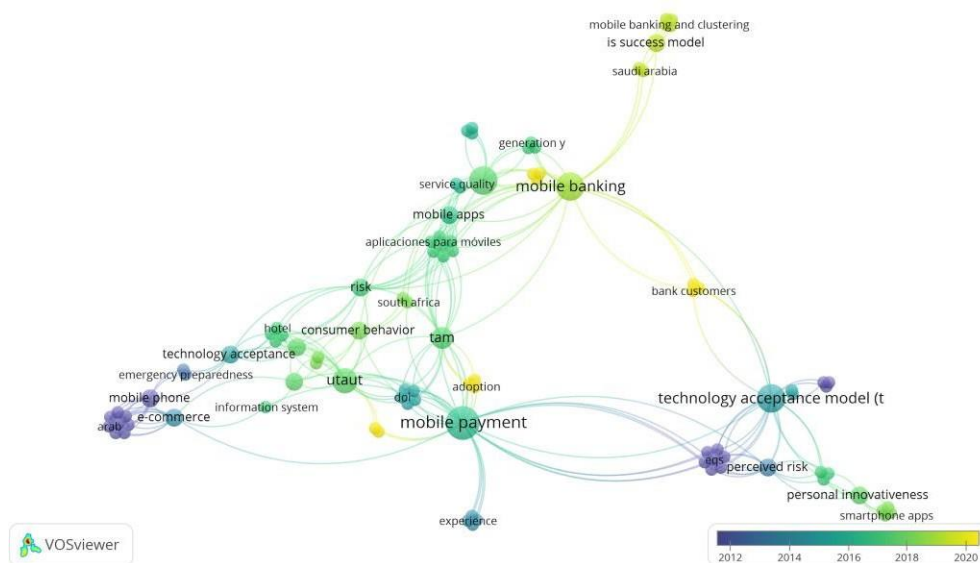 mobile banking and clustering
is success model
saudi arabia
generation y
service quality
mobile banking
mobile apps
aplicaciones para móviles
risk
bank customers
south africa
hotel
consumer behavior
tam
technology acceptance
emergency preparedness
utaut
adoption
mobile phone
doi
technology acceptance model (t
information system
e-commerce
arab
mobile payment
eqs
perceived risk
personal innovativeness
smartphone apps
experience
VOSviewer
2012 2014 2016 2018 2020